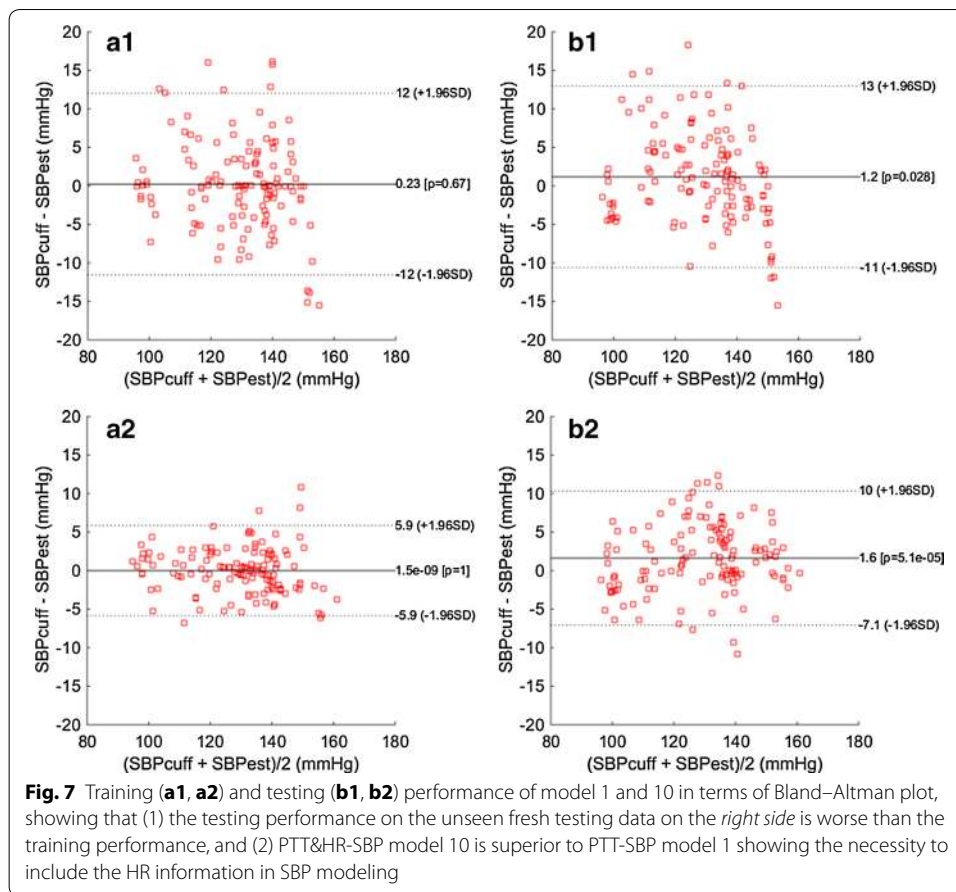 a1
20
15
10
5
0
-5
-10
-15
-20
SBPcuff - SBPest (mmHg)
12 (+1.96SD)
0.23 [p=0.67]
-12 (-1.96SD)
80 100 120 140 160 180
(SBPcuff + SBPest)/2 (mmHg)
b1
20
15
10
5
0
-5
-10
-15
-20
SBPcuff - SBPest (mmHg)
13 (+1.96SD)
1.2 [p=0.028]
-11 (-1.96SD)
80 100 120 140 160 180
(SBPcuff + SBPest)/2 (mmHg)
a2
20
15
10
5
0
-5
-10
-15
-20
SBPcuff - SBPest (mmHg)
5.9 (+1.96SD)
1.5e-09 [p=1]
-5.9 (-1.96SD)
80 100 120 140 160 180
(SBPcuff + SBPest)/2 (mmHg)
b2
20
15
10
5
0
-5
-10
-15
-20
SBPcuff - SBPest (mmHg)
10 (+1.96SD)
1.6 [p=5.1e-05]
-7.1 (-1.96SD)
80 100 120 140 160 180
(SBPcuff + SBPest)/2 (mmHg)
Fig. 7 Training (a1, a2) and testing (b1, b2) performance of model 1 and 10 in terms of Bland–Altman plot,
showing that (1) the testing performance on the unseen fresh testing data on the right side is worse than the
training performance, and (2) PTT&HR-SBP model 10 is superior to PTT-SBP model 1 showing the necessity to
include the HR information in SBP modeling